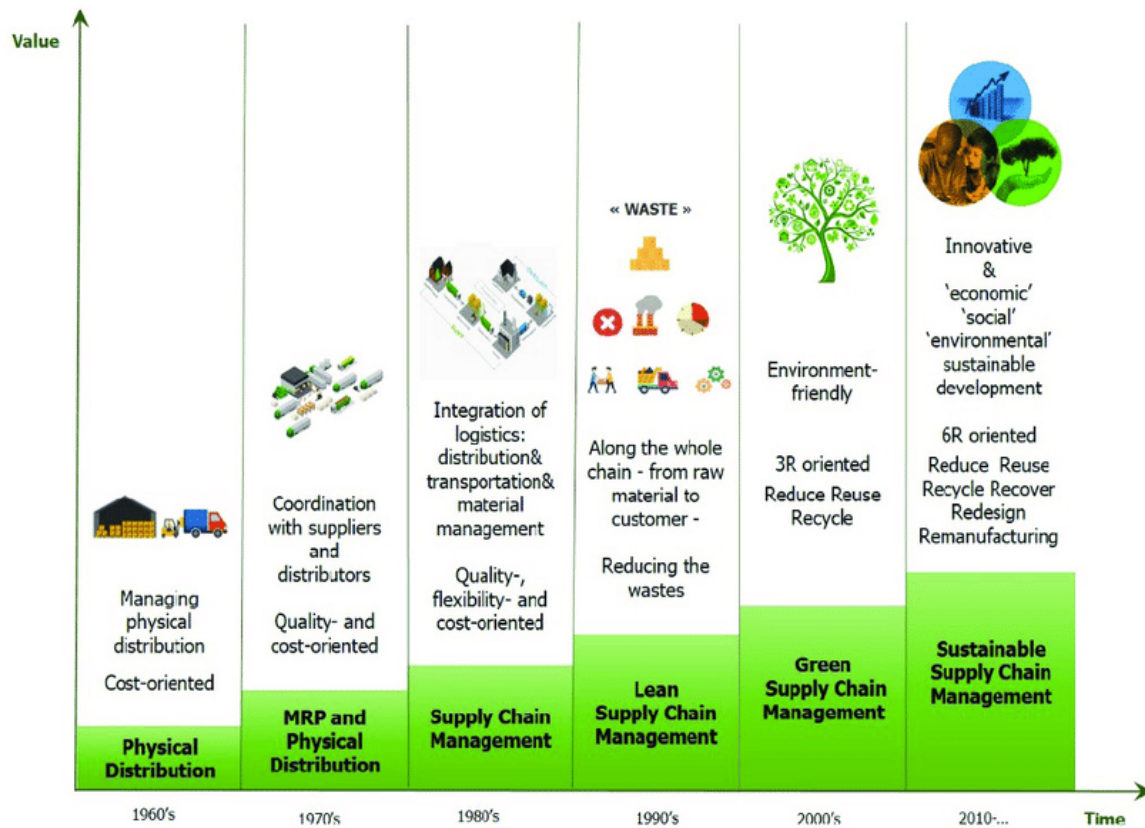 Value
Managing
physical
distribution
Cost-oriented
Physical
Distribution
1960's
Coordination
with suppliers
and
distributors
Quality- and
cost-oriented
MRP and
Physical
Distribution
1970's
Integration of
logistics:
distribution&
transportation&
material
management
Quality-,
flexibility- and
cost-oriented
Supply Chain
Management
1980's
« WASTE »
Along the whole
chain - from raw
material to
customer -
Reducing the
wastes
Lean
Supply Chain
Management
1990's
Environment-
friendly
3R oriented
Reduce Reuse
Recycle
Green
Supply Chain
Management
2000's
Innovative
&
'economic'
'social'
'environmental'
sustainable
development
6R oriented
Reduce Reuse
Recycle Recover
Redesign
Remanufacturing
Sustainable
Supply Chain
Management
2010-...
Time